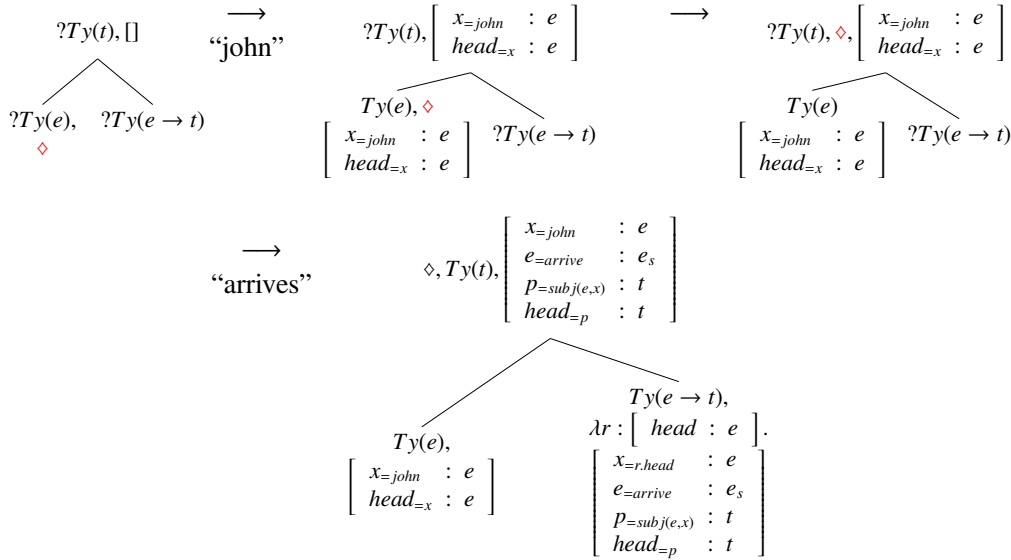 ⟶ ⟶
?Ty(t), []
“john”
?Ty(t), [ x=john : e
head=x : e ]
?Ty(t), ◊, [ x=john : e
head=x : e ]
?Ty(e), ?Ty(e → t)
◊
Ty(e), ◊
[ x=john : e
head=x : e ]
?Ty(e → t)
Ty(e)
[ x=john : e
head=x : e ]
?Ty(e → t)
⟶
“arrives”
◊, Ty(t), [ x=john : e
e=arrive : es
p=subj(e,x) : t
head=p : t ]
Ty(e),
[ x=john : e
head=x : e ]
Ty(e → t),
λr : [ head : e ] .
[ x=r.head : e
e=arrive : es
p=subj(e,x) : t
head=p : t ]